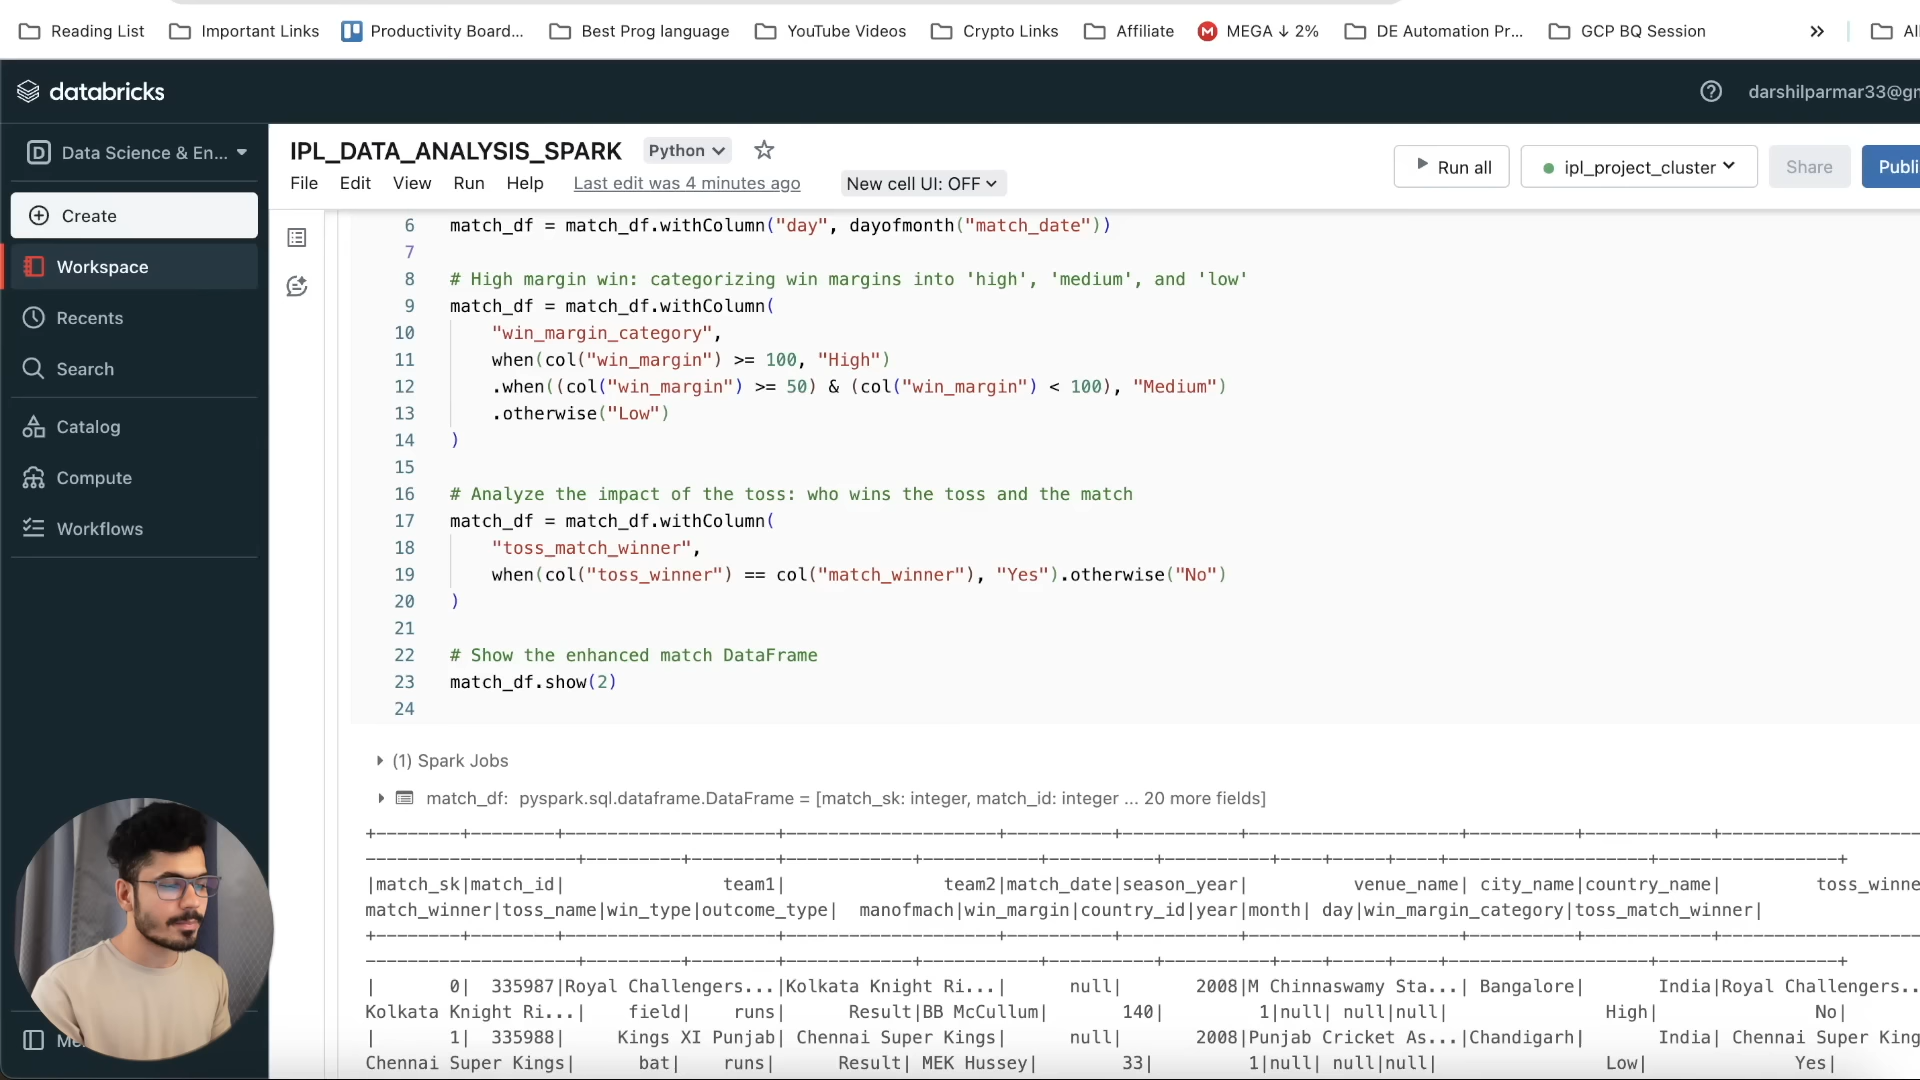 Reading List Important Links Productivity Board... Best Prog language YouTube Videos Crypto Links Affiliate MEGA ↓ 2% DE Automation Pr... GCP BQ Session » All
databricks
darshilparmar33@gm
Data Science & En...
Create
Workspace
Recents
Search
Catalog
Compute
Workflows
IPL_DATA_ANALYSIS_SPARK Python
File Edit View Run Help Last edit was 4 minutes ago New cell UI: OFF
Run all ipl_project_cluster Share Publi
6 match_df = match_df.withColumn("day", dayofmonth("match_date"))
7
8 # High margin win: categorizing win margins into 'high', 'medium', and 'low'
9 match_df = match_df.withColumn(
10 "win_margin_category",
11 when(col("win_margin") >= 100, "High")
12 .when((col("win_margin") >= 50) & (col("win_margin") < 100), "Medium")
13 .otherwise("Low")
14 )
15
16 # Analyze the impact of the toss: who wins the toss and the match
17 match_df = match_df.withColumn(
18 "toss_match_winner",
19 when(col("toss_winner") == col("match_winner"), "Yes").otherwise("No")
20 )
21
22 # Show the enhanced match DataFrame
23 match_df.show(2)
24
(1) Spark Jobs
match_df: pyspark.sql.dataframe.DataFrame = [match_sk: integer, match_id: integer ... 20 more fields]
|match_sk|match_id| team1| team2|match_date|season_year| venue_name| city_name|country_name| toss_winne
match_winner|toss_name|win_type|outcome_type| manofmach|win_margin|country_id|year|month| day|win_margin_category|toss_match_winner|
| 0| 335987|Royal Challengers...|Kolkata Knight Ri...| null| 2008|M Chinnaswamy Sta...| Bangalore| India|Royal Challengers..
Kolkata Knight Ri...| field| runs| Result|BB McCullum| 140| 1|null| null|null| High| No|
| 1| 335988| Kings XI Punjab| Chennai Super Kings| null| 2008|Punjab Cricket As...|Chandigarh| India| Chennai Super King
Chennai Super Kings| bat| runs| Result| MEK Hussey| 33| 1|null| null|null| Low| Yes|